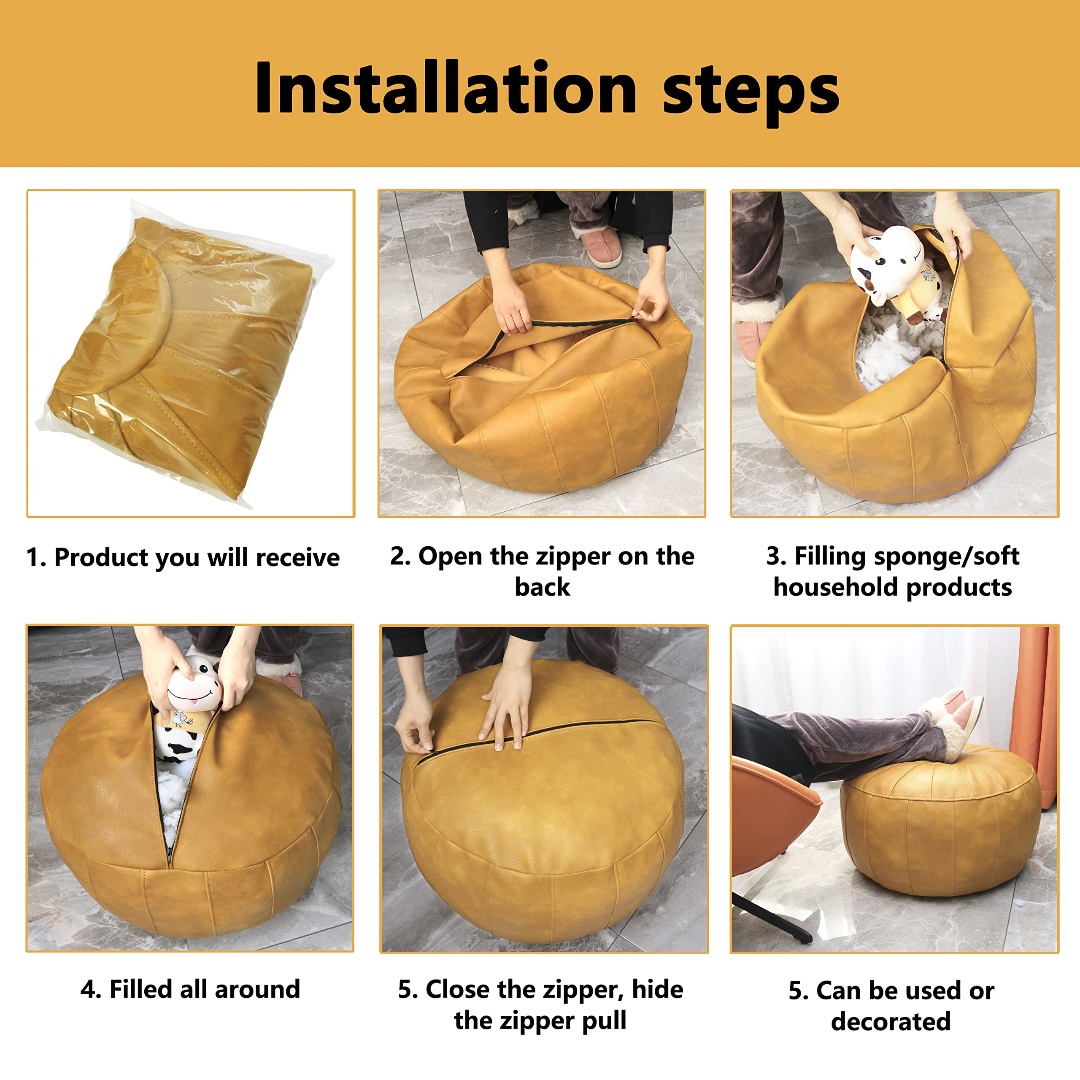 Installation steps
1. Product you will receive
2. Open the zipper on the
back
3. Filling sponge/soft
household products
4. Filled all around
5. Close the zipper, hide
the zipper pull
5. Can be used or
decorated